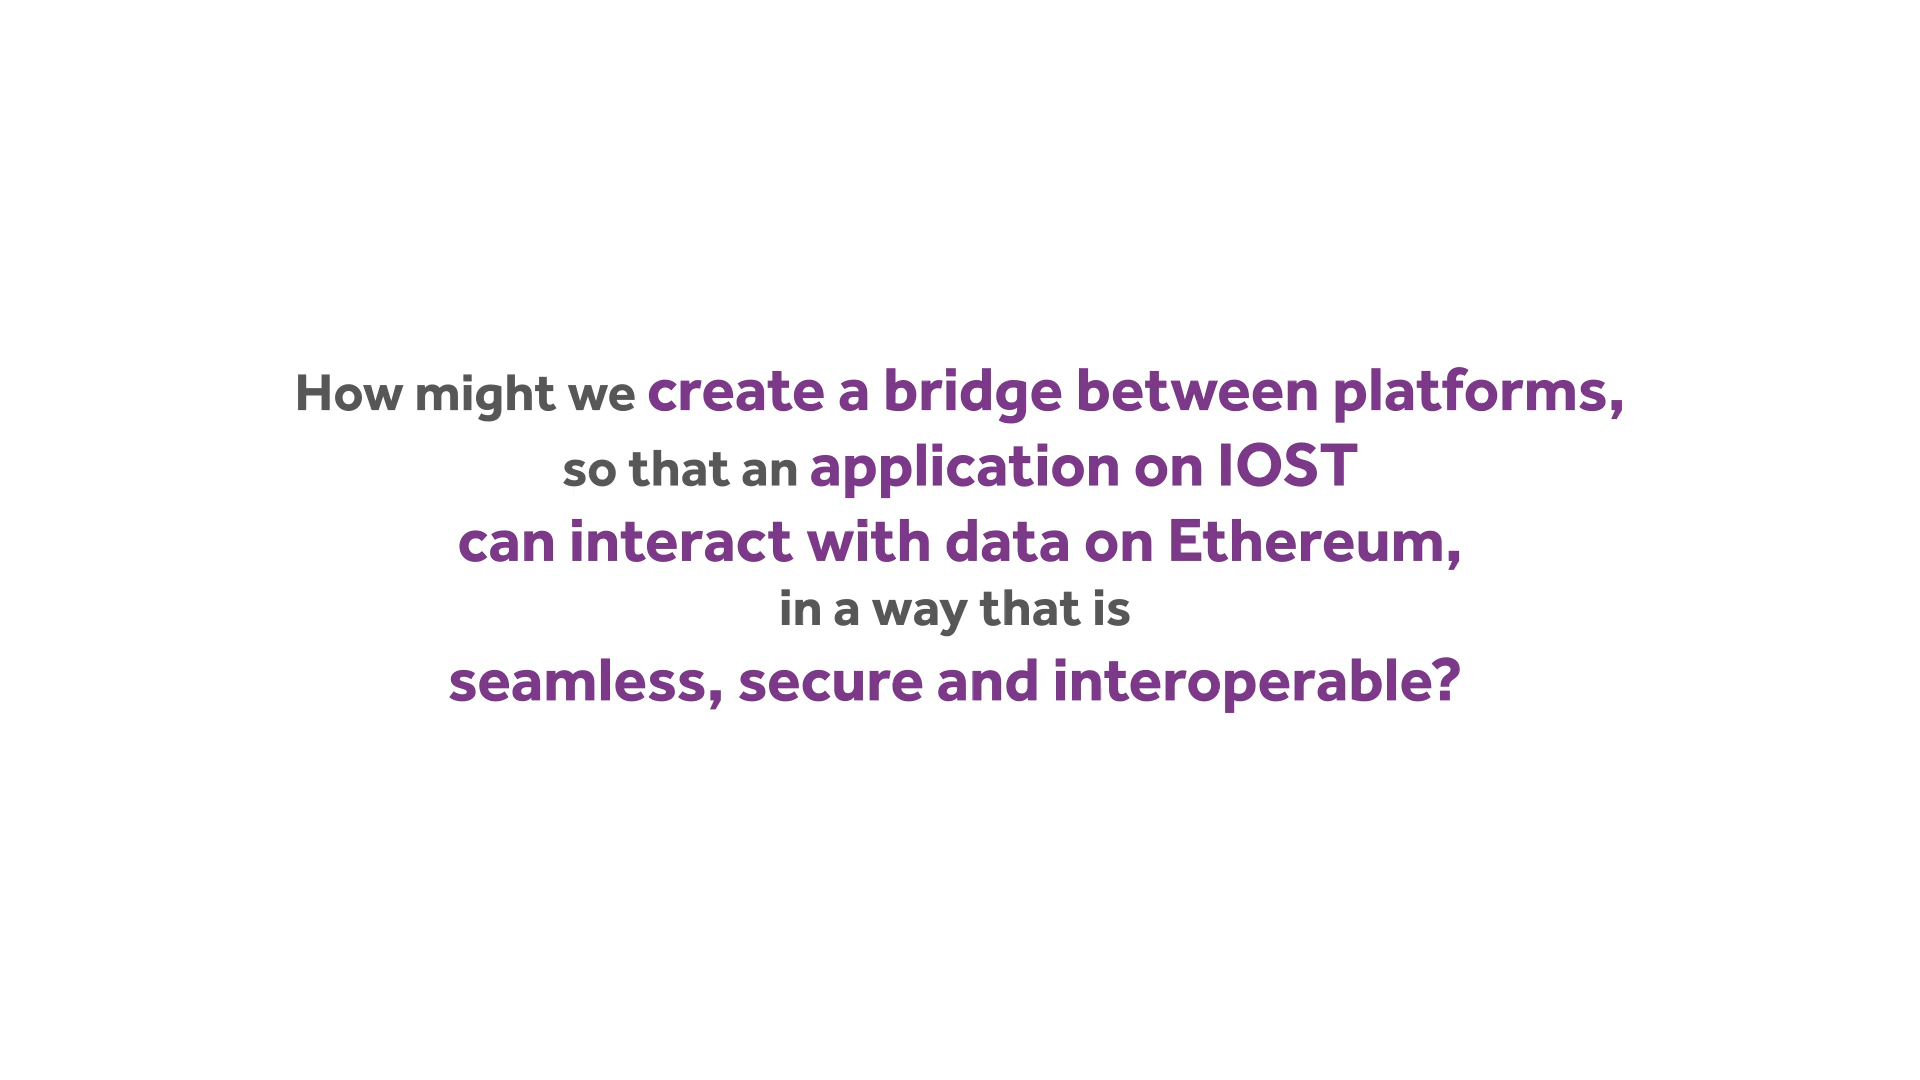 How might we create a bridge between platforms,
so that an application on IOST
can interact with data on Ethereum,
in a way that is
seamless, secure and interoperable?